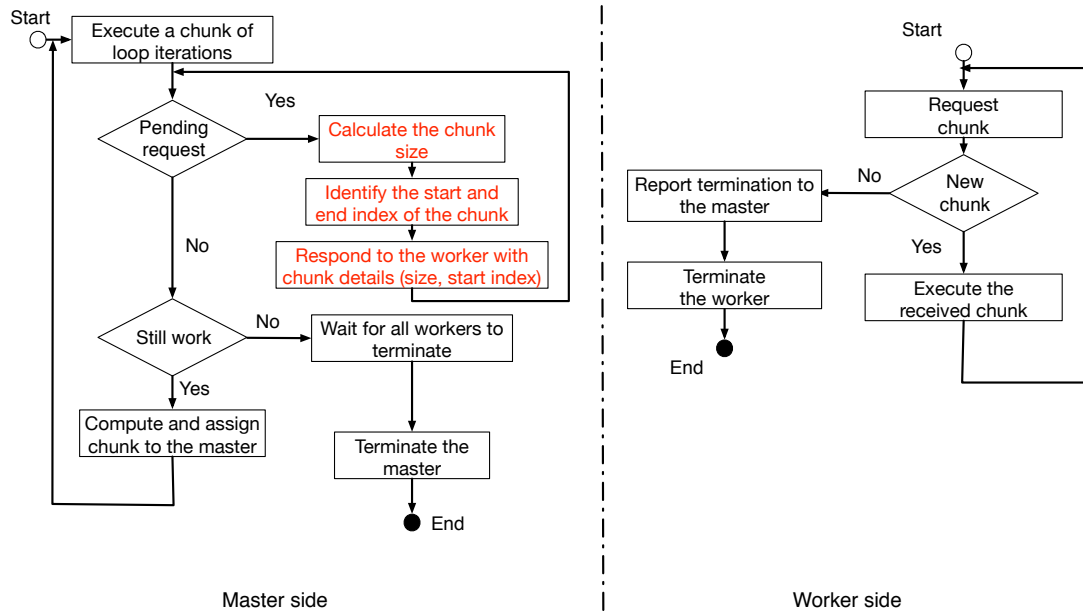 Start
Execute a chunk of
loop iterations
Yes
Pending
request
Calculate the chunk
size
Identify the start and
end index of the chunk
No
Respond to the worker with
chunk details (size, start index)
Still work
No
Wait for all workers to
terminate
Yes
Compute and assign
chunk to the master
Terminate the
master
End
Master side
Start
Request
chunk
New
chunk
No
Report termination to
the master
Yes
Terminate
the worker
Execute the
received chunk
End
Worker side